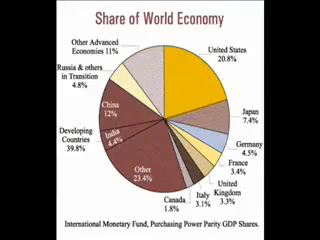 Share of World Economy
Other Advanced
Economies 11%
United States
20.8%
Russia & others
in Transition
4.8%
China
12%
Japan
7.4%
Developing
Countries
39.8%
India
4.4%
Germany
4.5%
France
3.4%
Other
23.4%
United
Kingdom
3.3%
Italy
3.1%
Canada
1.8%
International Monetary Fund, Purchasing Power Parity GDP Shares.